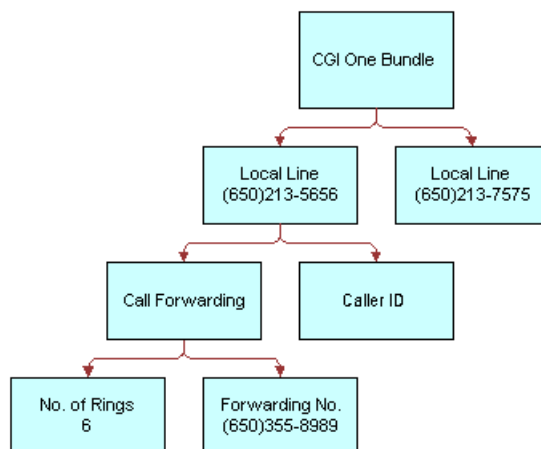 CGI One Bundle
Local Line
(650)213-5656
Local Line
(650)213-7575
Call Forwarding
Caller ID
No. of Rings
6
Forwarding No.
(650)355-8989